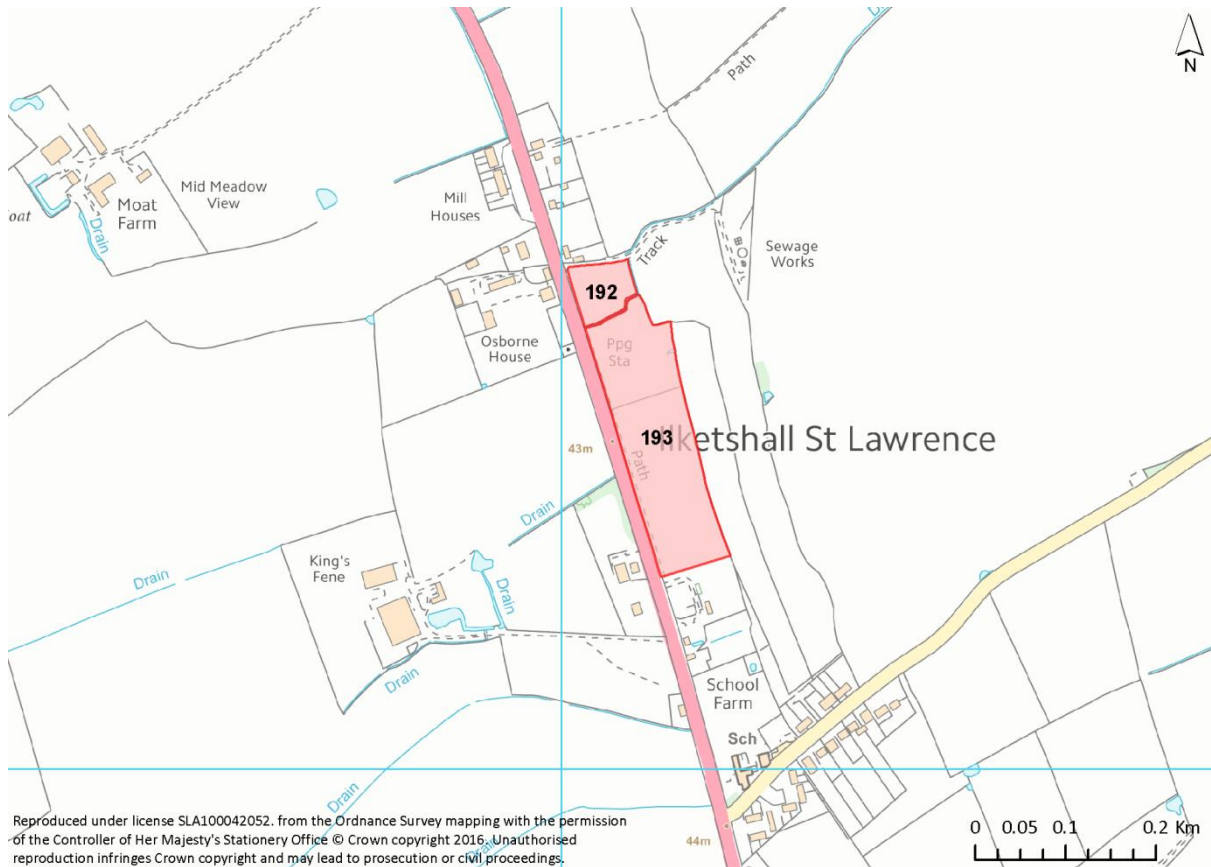 N
Path
Mid Meadow
View
Moat
Farm
oat
Drain
Mill
Houses
Track
Sewage
Works
192
Osborne
House
Ppg
Sta
193
Ilketshall St Lawrence
43m
Path
Drain
King's
Fene
Drain
Drain
Drain
School
Farm
Sch
Drain
44m
0 0.05 0.1 0.2 Km
Reproduced under license SLA100042052. from the Ordnance Survey mapping with the permission
of the Controller of Her Majesty's Stationery Office © Crown copyright 2016. Unauthorised
reproduction infringes Crown copyright and may lead to prosecution or civil proceedings.